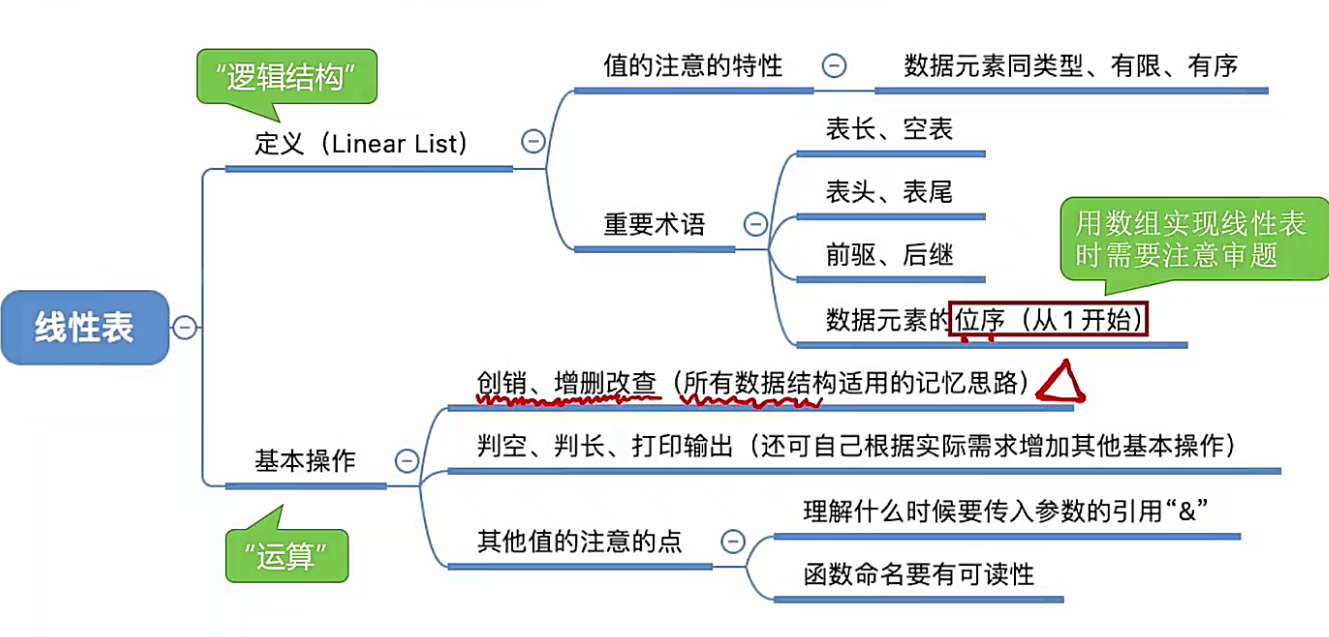 “逻辑结构”
定义（Linear List）
值的注意的特性
数据元素同类型、有限、有序
重要术语
表长、空表
表头、表尾
前驱、后继
数据元素的位序（从1开始）
用数组实现线性表
时需要注意审题
线性表
基本操作
“运算”
创销、增删改查（所有数据结构适用的记忆思路）
判空、判长、打印输出（还可自己根据实际需求增加其他基本操作）
其他值的注意的点
理解什么时候要传入参数的引用“&”
函数命名要有可读性